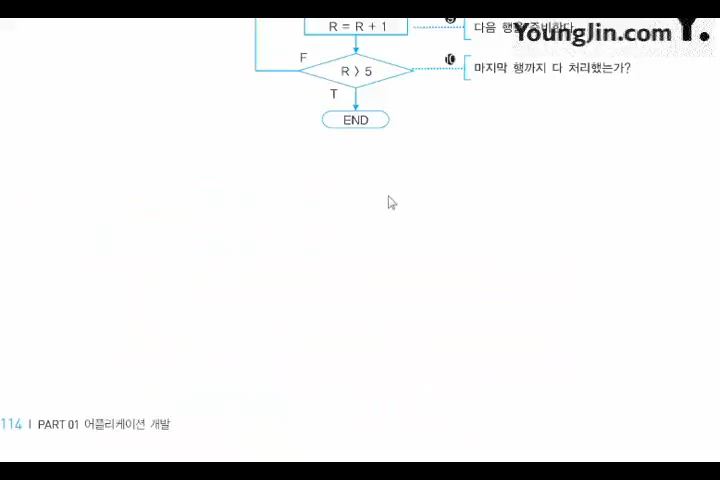 R = R + 1
❾ 다음 행을 준비한다.
YoungJin.com Y.
F
R 〉 5
❿ 마지막 행까지 다 처리했는가?
T
END
114 | PART 01 어플리케이션 개발